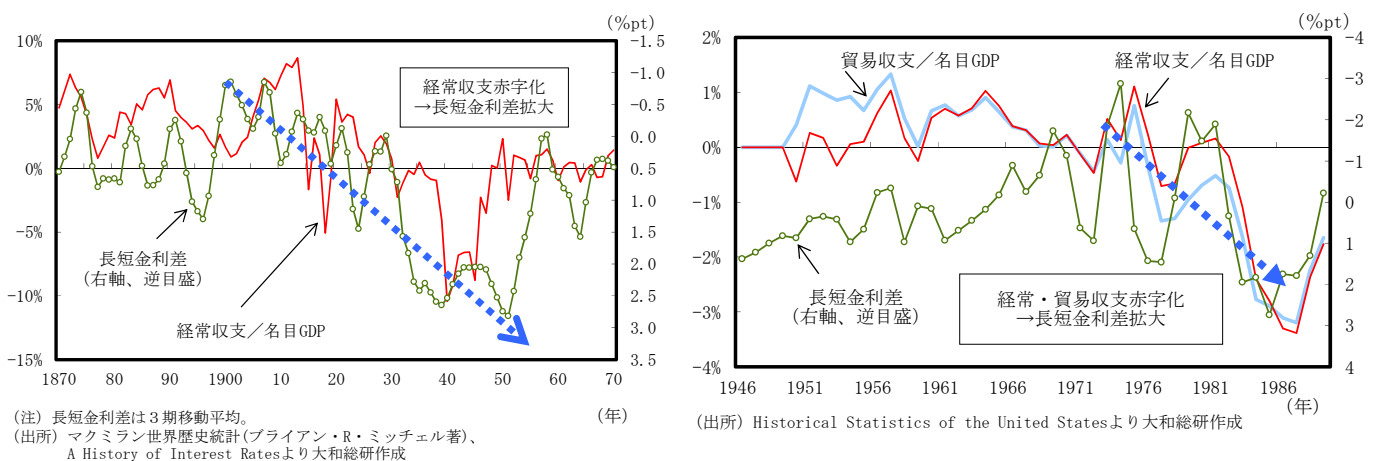 (%pt)
10%
5%
0%
-5%
-10%
-15%
-1.5
-1.0
-0.5
0.0
0.5
1.0
1.5
2.0
2.5
3.0
3.5
経常収支赤字化
→長短金利差拡大
長短金利差
(右軸、逆目盛)
経常収支／名目GDP
1870 80 90 1900 10 20 30 40 50 60 70
(年)
(注) 長短金利差は３期移動平均。
(出所) マクミラン世界歴史統計(ブライアン・R・ミッチェル著)、
A History of Interest Ratesより大和総研作成
(%pt)
2%
1%
0%
-1%
-2%
-3%
-4%
-4
-3
-2
-1
0
1
2
3
4
貿易収支／名目GDP
経常収支／名目GDP
長短金利差
(右軸、逆目盛)
経常・貿易収支赤字化
→長短金利差拡大
1946 1951 1956 1961 1966 1971 1976 1981 1986
(年)
(出所) Historical Statistics of the United Statesより大和総研作成